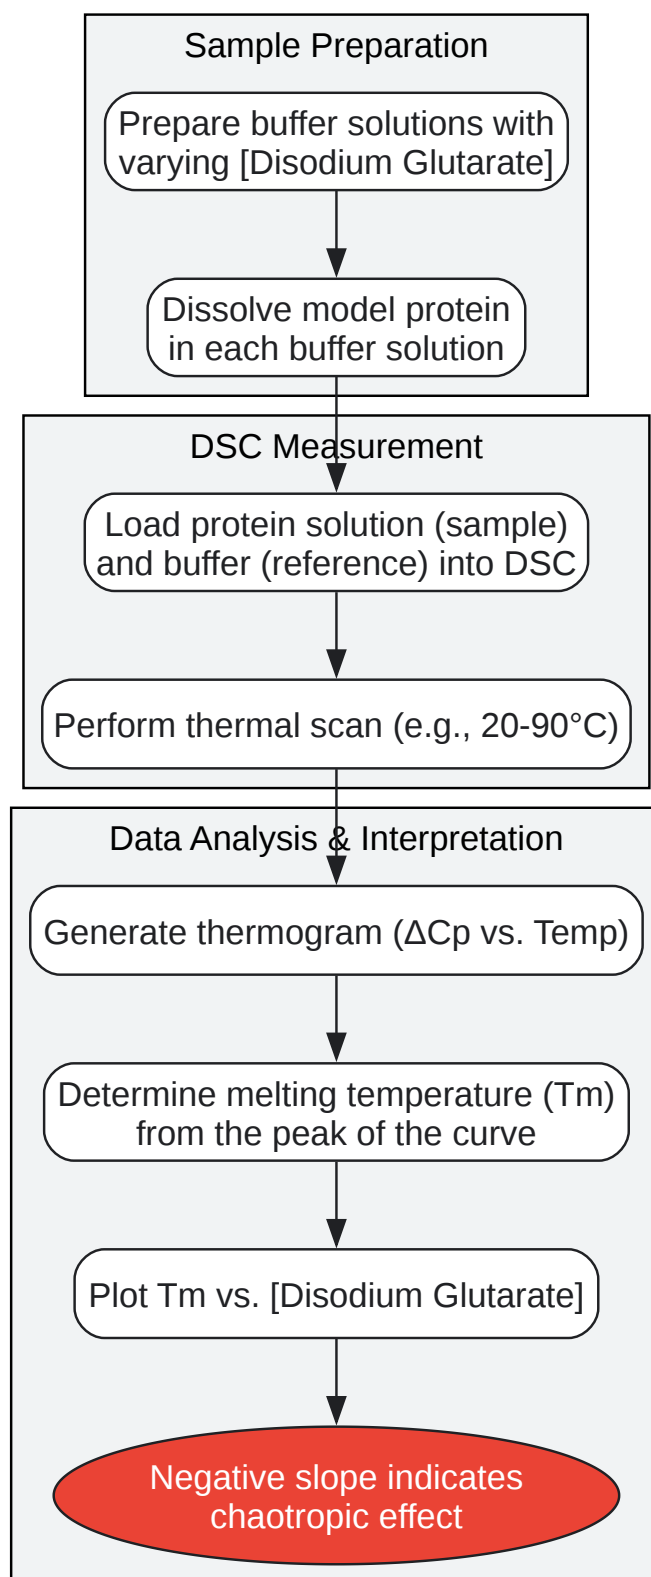 Sample Preparation
Prepare buffer solutions with
varying [Disodium Glutarate]
Dissolve model protein
in each buffer solution
DSC Measurement
Load protein solution (sample)
and buffer (reference) into DSC
Perform thermal scan (e.g., 20-90°C)
Data Analysis & Interpretation
Generate thermogram (ΔCp vs. Temp)
Determine melting temperature (Tm)
from the peak of the curve
Plot Tm vs. [Disodium Glutarate]
Negative slope indicates
chaotropic effect